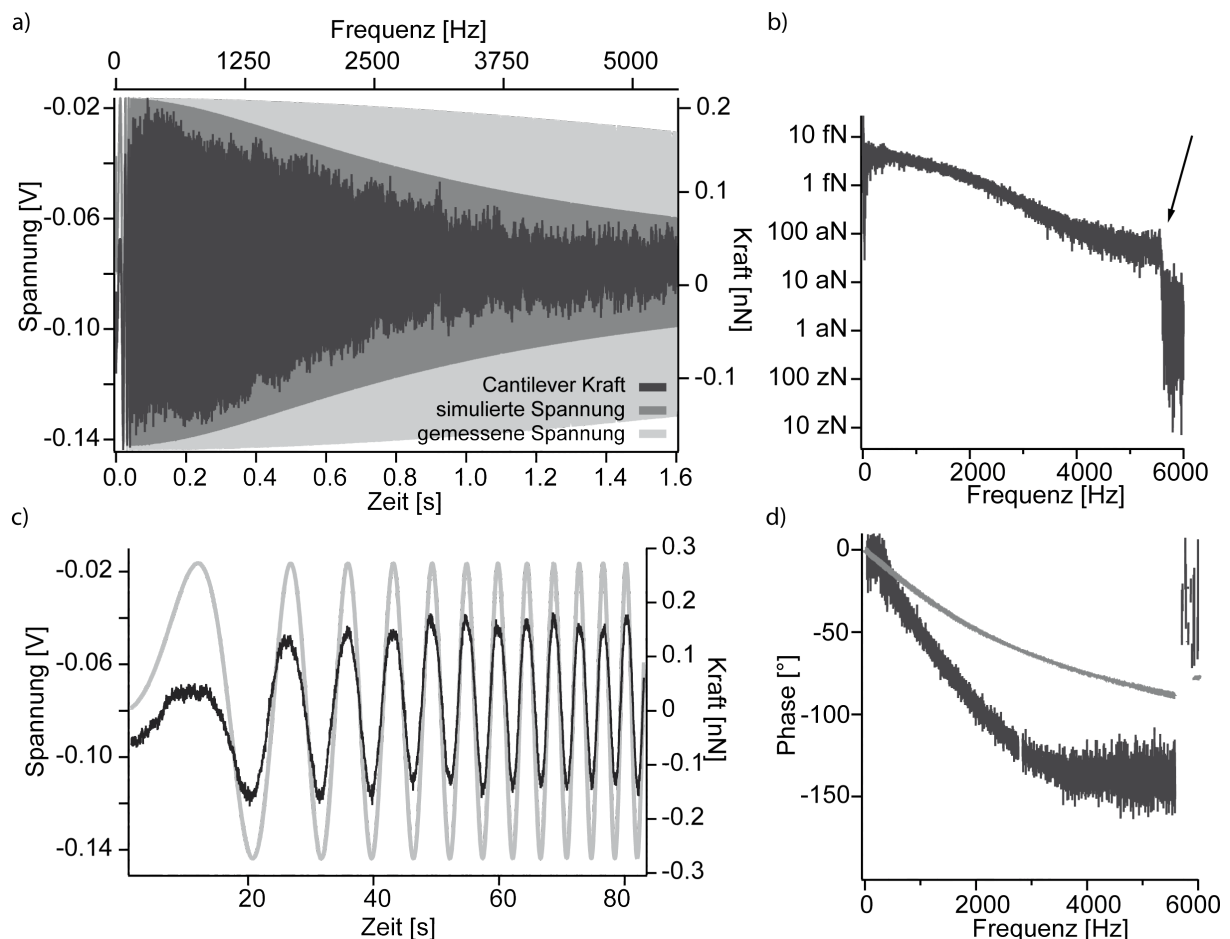 a)
Frequenz [Hz]
0 1250 2500 3750 5000
-0.02
-0.06
-0.10
-0.14
Spannung [V]
0.2
0.1
0
-0.1
Kraft [nN]
Cantilever Kraft
simulierte Spannung
gemessene Spannung
0.0 0.2 0.4 0.6 0.8 1.0 1.2 1.4 1.6
Zeit [s]
b)
10 fN
1 fN
100 aN
10 aN
1 aN
100 zN
10 zN
0 2000 4000 6000
Frequenz [Hz]
c)
-0.02
-0.06
-0.10
-0.14
Spannung [V]
0.3
0.2
0.1
0
-0.1
-0.2
-0.3
Kraft [nN]
20 40 60 80
Zeit [s]
d)
0
-50
-100
-150
Phase [°]
0 2000 4000 6000
Frequenz [Hz]